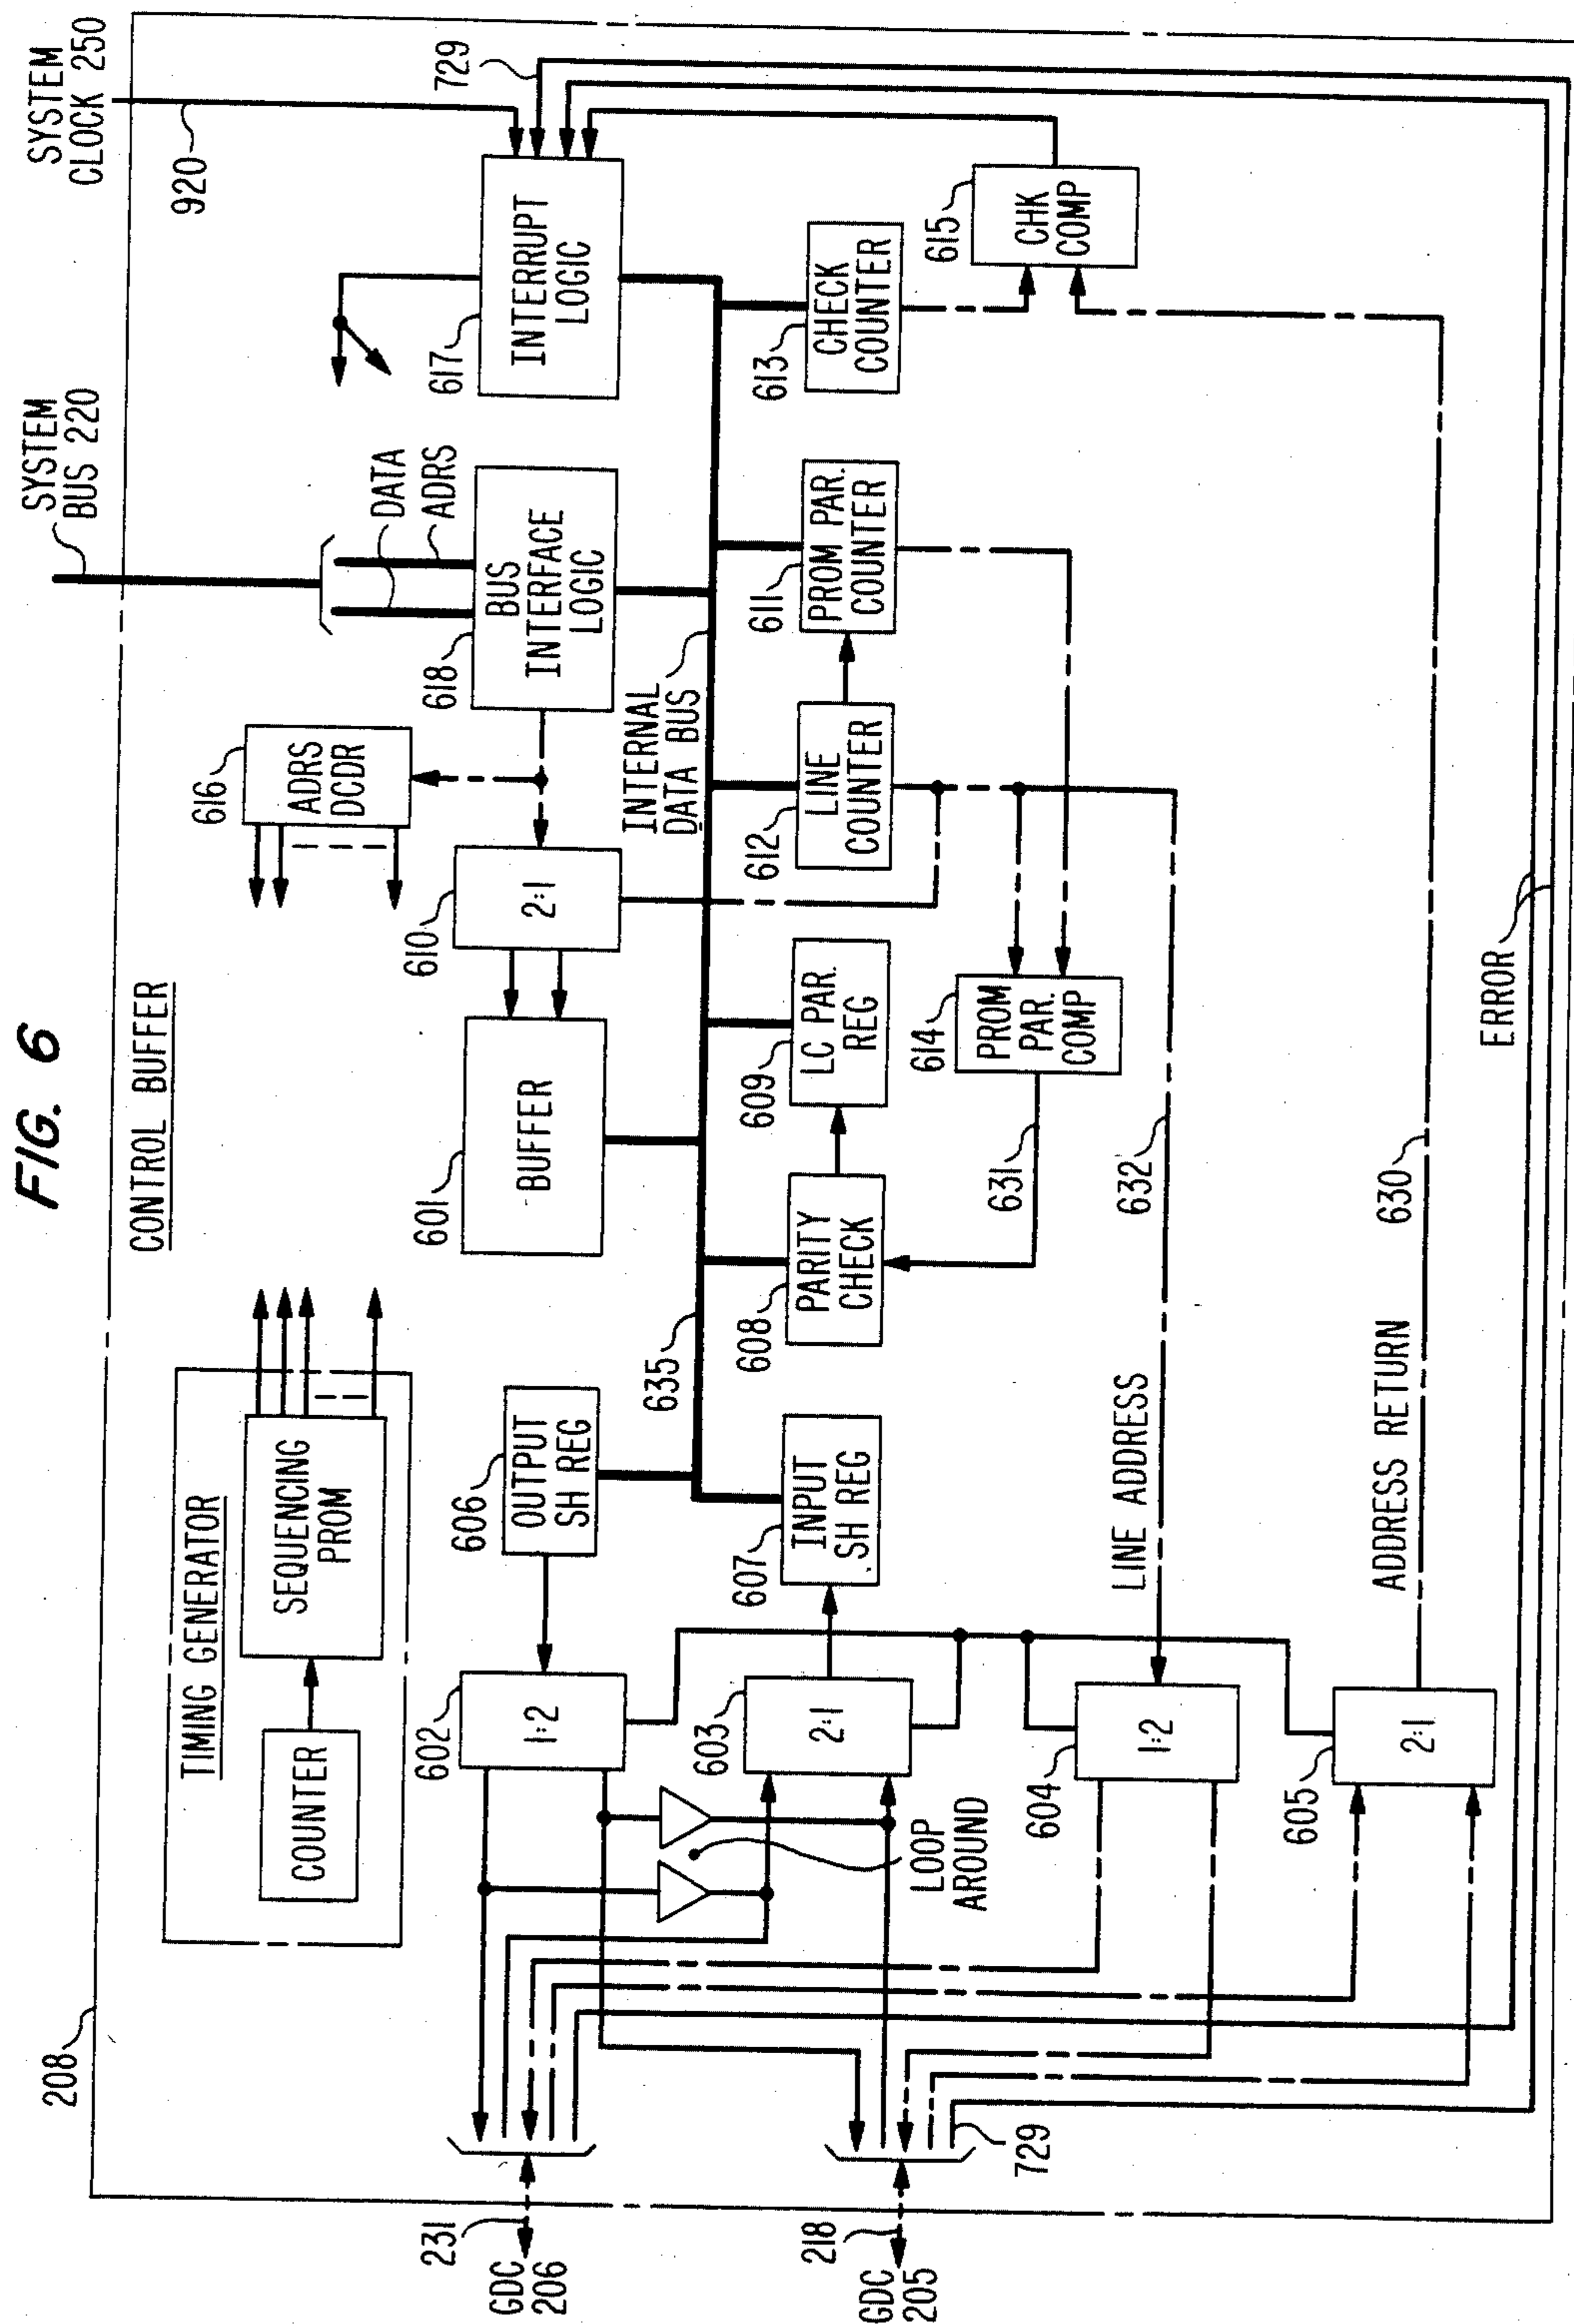 FIG. 6
CONTROL BUFFER
208
SYSTEM
BUS 220
SYSTEM
CLOCK 250
920
729
TIMING GENERATOR
COUNTER
SEQUENCING
PROM
616
ADRS
DCDR
DATA
ADRS
602
1:2
606
OUTPUT
SH REG
601
BUFFER
610
2:1
618
BUS
INTERFACE
LOGIC
617
INTERRUPT
LOGIC
635
INTERNAL
DATA BUS
231
GDC
206
603
2:1
607
INPUT
SH REG
608
PARITY
CHECK
609
LC PAR.
REG
612
LINE
COUNTER
611
PROM PAR.
COUNTER
613
CHECK
COUNTER
615
CHK
COMP
LOOP
AROUND
218
GDC
205
729
614
PROM
PAR.
COMP
631
604
1:2
LINE ADDRESS
632
605
2:1
ADDRESS RETURN
630
ERROR